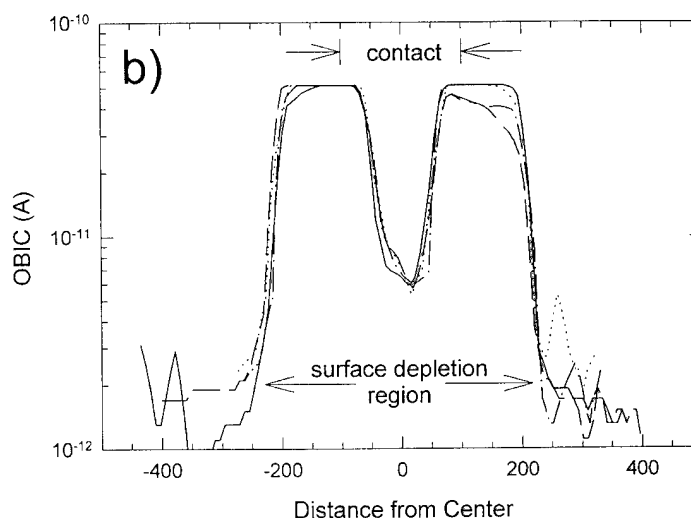 10⁻¹⁰
b)
contact
OBIC (A)
10⁻¹¹
surface depletion
region
10⁻¹²
-400 -200 0 200 400
Distance from Center